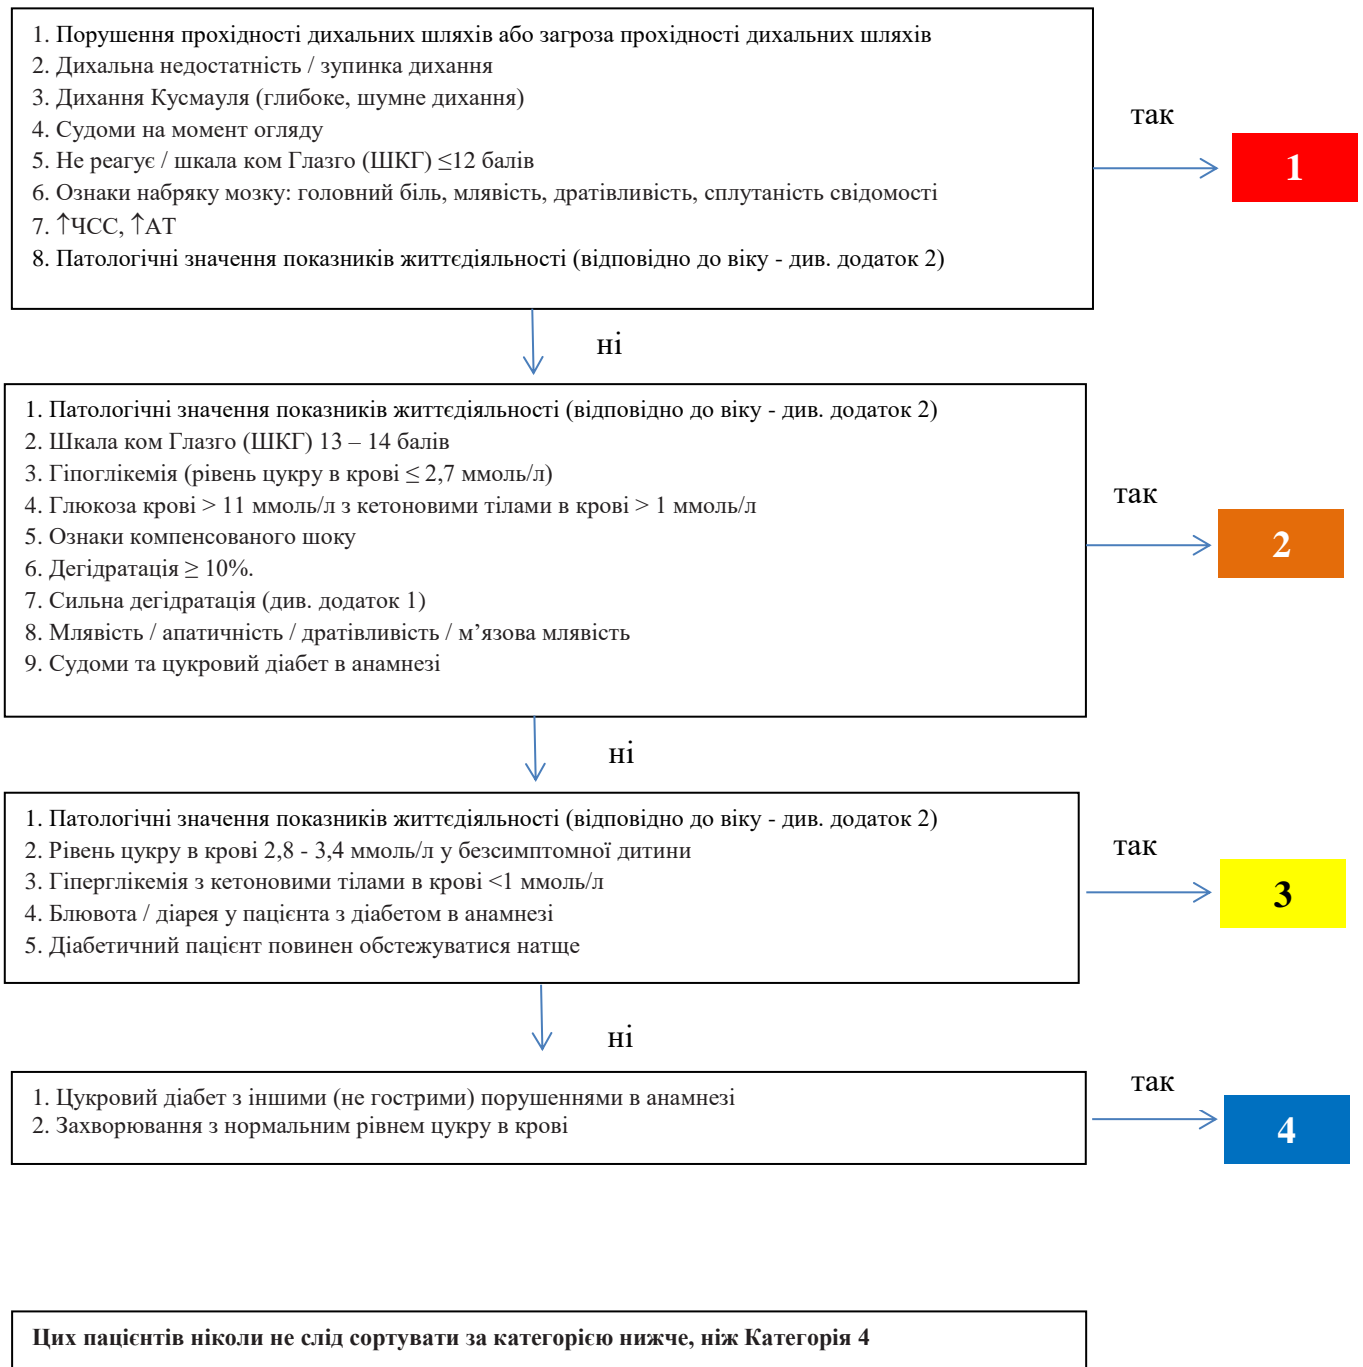 1. Порушення прохідності дихальних шляхів або загроза прохідності дихальних шляхів
2. Дихальна недостатність / зупинка дихання
3. Дихання Кусмауля (глибоке, шумне дихання)
4. Судоми на момент огляду
5. Не реагує / шкала ком Глазго (ШКГ) ≤12 балів
6. Ознаки набряку мозку: головний біль, млявість, дратівливість, сплутаність свідомості
7. ↑ЧСС, ↑АТ
8. Патологічні значення показників життєдіяльності (відповідно до віку - див. додаток 2)
так
1
ні
1. Патологічні значення показників життєдіяльності (відповідно до віку - див. додаток 2)
2. Шкала ком Глазго (ШКГ) 13 – 14 балів
3. Гіпоглікемія (рівень цукру в крові ≤ 2,7 ммоль/л)
4. Глюкоза крові > 11 ммоль/л з кетоновими тілами в крові > 1 ммоль/л
5. Ознаки компенсованого шоку
6. Дегідратація ≥ 10%.
7. Сильна дегідратація (див. додаток 1)
8. Млявість / апатичність / дратівливість / м’язова млявість
9. Судоми та цукровий діабет в анамнезі
так
2
ні
1. Патологічні значення показників життєдіяльності (відповідно до віку - див. додаток 2)
2. Рівень цукру в крові 2,8 - 3,4 ммоль/л у безсимптомної дитини
3. Гіперглікемія з кетоновими тілами в крові <1 ммоль/л
4. Блювота / діарея у пацієнта з діабетом в анамнезі
5. Діабетичний пацієнт повинен обстежуватися натще
так
3
ні
1. Цукровий діабет з іншими (не гострими) порушеннями в анамнезі
2. Захворювання з нормальним рівнем цукру в крові
так
4
Цих пацієнтів ніколи не слід сортувати за категорією нижче, ніж Категорія 4